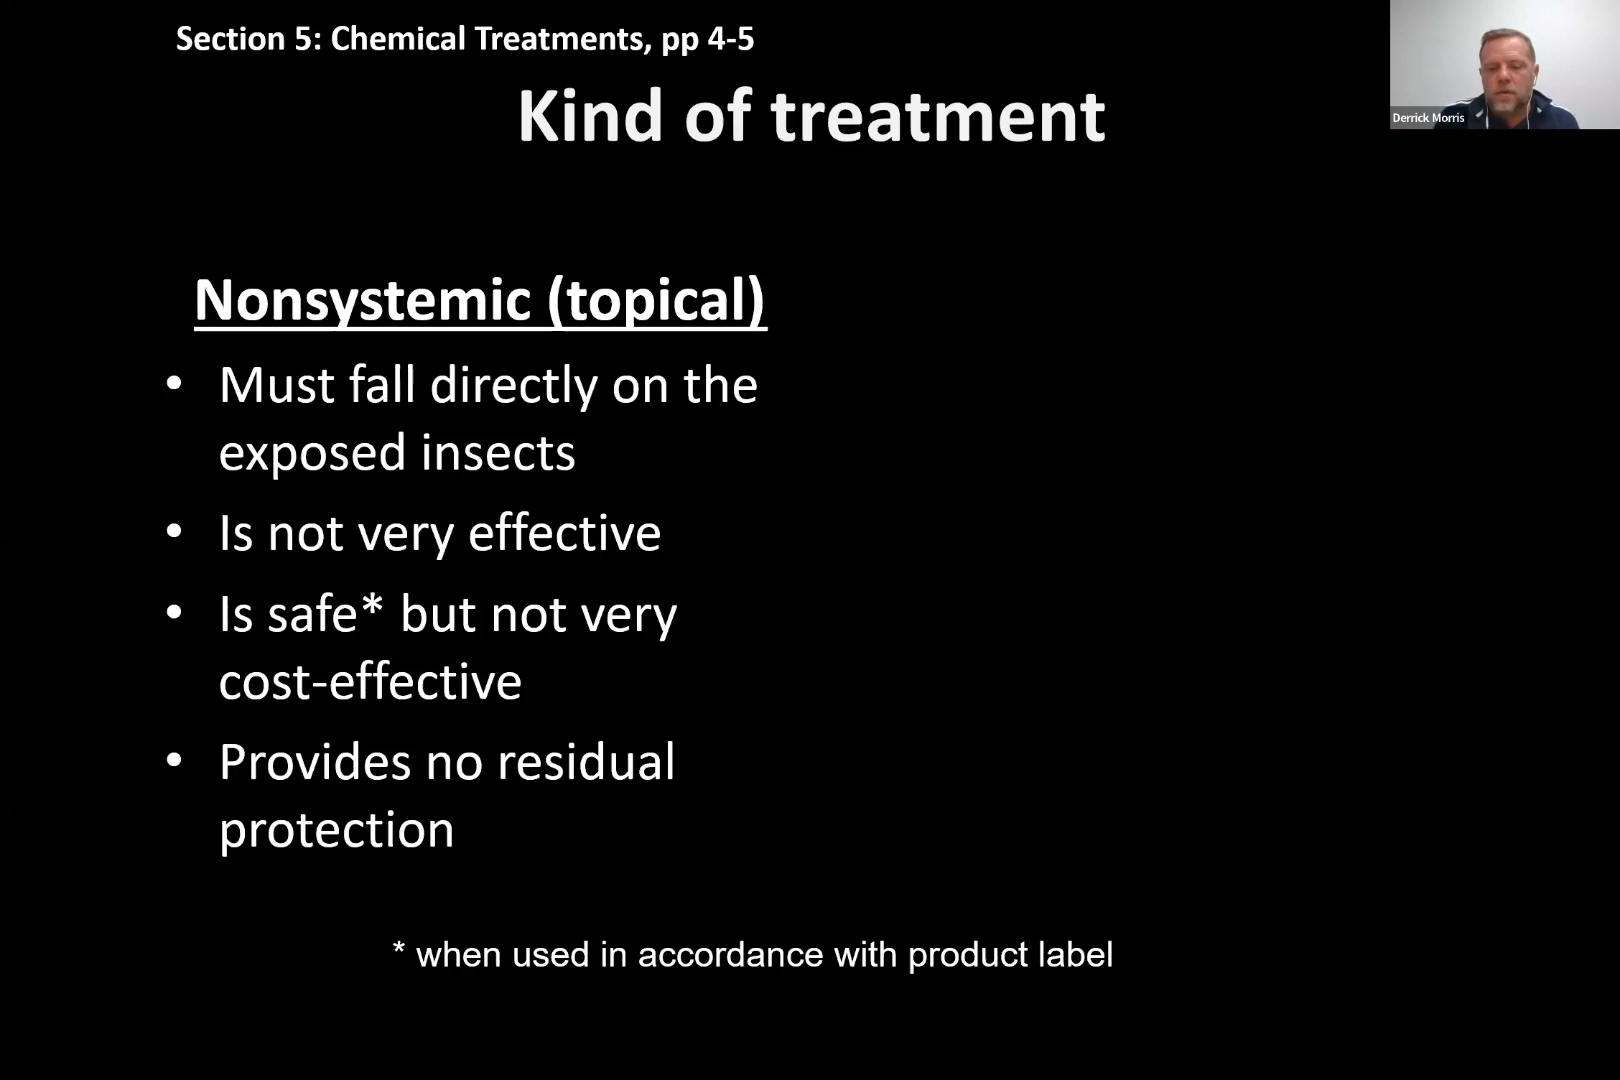 Section 5: Chemical Treatments, pp 4-5
Derrick Morris
Kind of treatment
Nonsystemic (topical)
• Must fall directly on the
exposed insects
• Is not very effective
• Is safe* but not very
cost-effective
• Provides no residual
protection
* when used in accordance with product label